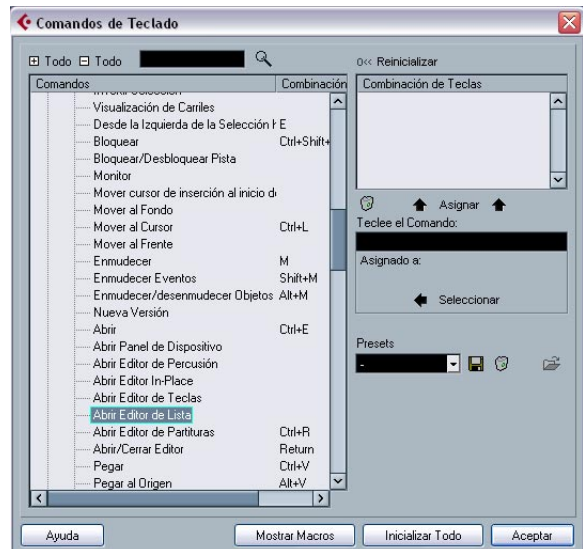 Comandos de Teclado
Todo Todo
0<< Reinicializar
Comandos Combinación
Combinación de Teclas
Visualización de Carriles
Desde la Izquierda de la Selección h E
Bloquear Ctrl+Shift+
Bloquear/Desbloquear Pista
Monitor
Mover cursor de inserción al inicio d
Mover al Fondo
Mover al Cursor Ctrl+L
Mover al Frente
Enmudecer M
Enmudecer Eventos Shift+M
Enmudecer/desenmudecer Objetos Alt+M
Nueva Versión
Abrir Ctrl+E
Abrir Panel de Dispositivo
Abrir Editor de Percusión
Abrir Editor In-Place
Abrir Editor de Teclas
Abrir Editor de Lista
Abrir Editor de Partituras Ctrl+R
Abrir/Cerrar Editor Return
Pegar Ctrl+V
Pegar al Origen Alt+V
Asignar
Teclee el Comando:
Asignado a:
Seleccionar
Presets
-
Ayuda
Mostrar Macros
Inicializar Todo
Aceptar